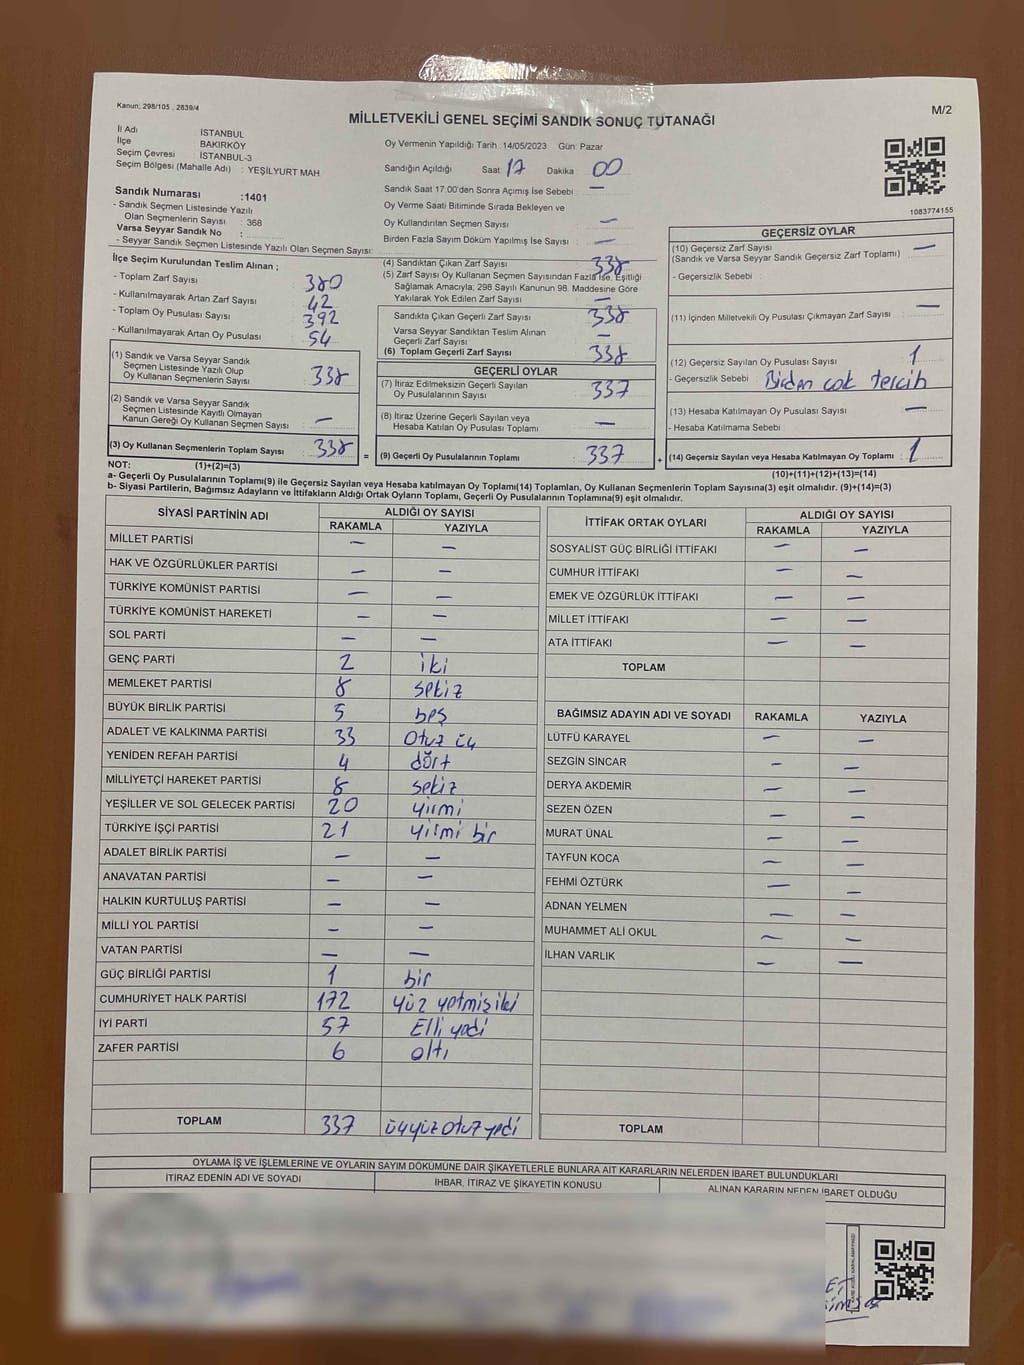 Kanun; 298/105 , 2839/4
M/2
MİLLETVEKİLİ GENEL SEÇİMİ SANDIK SONUÇ TUTANAĞI
İl Adı İSTANBUL
İlçe BAKIRKÖY
Seçim Çevresi : İSTANBUL-3
Seçim Bölgesi (Mahalle Adı) : YEŞİLYURT MAH
Sandık Numarası :1401
- Sandık Seçmen Listesinde Yazılı
Olan Seçmenlerin Sayısı : 368
Varsa Seyyar Sandık No :
- Seyyar Sandık Seçmen Listesinde Yazılı Olan Seçmen Sayısı:
Oy Vermenin Yapıldığı Tarih : 14/05/2023 Gün: Pazar
Sandığın Açıldığı Saat 17 Dakika 00
Sandık Saat 17.00'den Sonra Açımış İse Sebebi : —
Oy Verme Saati Bitiminde Sırada Bekleyen ve
Oy Kullandırılan Seçmen Sayısı : —
Birden Fazla Sayım Döküm Yapılmış İse Sayısı : —
1083774155
İlçe Seçim Kurulundan Teslim Alınan ;
- Toplam Zarf Sayısı : 380
- Kullanılmayarak Artan Zarf Sayısı : 42
- Toplam Oy Pusulası Sayısı : 392
- Kullanılmayarak Artan Oy Pusulası : 54
(1) Sandık ve Varsa Seyyar Sandık
Seçmen Listesinde Yazılı Olup
Oy Kullanan Seçmenlerin Sayısı : 338
(2) Sandık ve Varsa Seyyar Sandık
Seçmen Listesinde Kayıtlı Olmayan
Kanun Gereği Oy Kullanan Seçmen Sayısı : —
(3) Oy Kullanan Seçmenlerin Toplam Sayısı : 338
(4) Sandıktan Çıkan Zarf Sayısı : 338
(5) Zarf Sayısı Oy Kullanan Seçmen Sayısından Fazla İse, Eşitliği
Sağlamak Amacıyla; 298 Sayılı Kanunun 98. Maddesine Göre
Yakılarak Yok Edilen Zarf Sayısı : —
Sandıkta Çıkan Geçerli Zarf Sayısı : 338
Varsa Seyyar Sandıktan Teslim Alınan
Geçerli Zarf Sayısı : —
(6) Toplam Geçerli Zarf Sayısı : 338
GEÇERLİ OYLAR
(7) İtiraz Edilmeksizin Geçerli Sayılan
Oy Pusulalarının Sayısı : 337
(8) İtiraz Üzerine Geçerli Sayılan veya
Hesaba Katılan Oy Pusulası Toplamı : —
= (9) Geçerli Oy Pusulalarının Toplamı : 337 +
GEÇERSİZ OYLAR
(10) Geçersiz Zarf Sayısı : —
(Sandık ve Varsa Seyyar Sandık Geçersiz Zarf Toplamı)
- Geçersizlik Sebebi :
(11) İçinden Milletvekili Oy Pusulası Çıkmayan Zarf Sayısı : —
(12) Geçersiz Sayılan Oy Pusulası Sayısı : 1
- Geçersizlik Sebebi : Birden çok tercih
(13) Hesaba Katılmayan Oy Pusulası Sayısı : —
- Hesaba Katılmama Sebebi :
(14) Geçersiz Sayılan veya Hesaba Katılmayan Oy Toplamı : 1
NOT: (1)+(2)=(3) (10)+(11)+(12)+(13)=(14)
a- Geçerli Oy Pusulasının Toplamı(9) ile Geçersiz Sayılan veya Hesaba katılmayan Oy Toplamı(14) Toplamları, Oy Kullanan Seçmenlerin Toplam Sayısına(3) eşit olmalıdır. (9)+(14)=(3)
b- Siyasi Partilerin, Bağımsız Adayların ve İttifakların Aldığı Ortak Oyların Toplamı, Geçerli Oy Pusulalarının Toplamına(9) eşit olmalıdır.
SİYASİ PARTİNİN ADI ALDIĞI OY SAYISI
RAKAMLA YAZIYLA
MİLLET PARTİSİ — —
HAK VE ÖZGÜRLÜKLER PARTİSİ — —
TÜRKİYE KOMÜNİST PARTİSİ — —
TÜRKİYE KOMÜNİST HAREKETİ — —
SOL PARTİ — —
GENÇ PARTİ 2 iki
MEMLEKET PARTİSİ 8 sekiz
BÜYÜK BİRLİK PARTİSİ 5 beş
ADALET VE KALKINMA PARTİSİ 33 otuz üç
YENİDEN REFAH PARTİSİ 4 dört
MİLLİYETÇİ HAREKET PARTİSİ 8 sekiz
YEŞİLLER VE SOL GELECEK PARTİSİ 20 yirmi
TÜRKİYE İŞÇİ PARTİSİ 21 yirmi bir
ADALET BİRLİK PARTİSİ — —
ANAVATAN PARTİSİ — —
HALKIN KURTULUŞ PARTİSİ — —
MİLLİ YOL PARTİSİ — —
VATAN PARTİSİ — —
GÜÇ BİRLİĞİ PARTİSİ 1 bir
CUMHURİYET HALK PARTİSİ 172 yüz yetmiş iki
İYİ PARTİ 57 Elli yedi
ZAFER PARTİSİ 6 altı
TOPLAM 337 üçyüz otuz yedi
İTTİFAK ORTAK OYLARI ALDIĞI OY SAYISI
RAKAMLA YAZIYLA
SOSYALİST GÜÇ BİRLİĞİ İTTİFAKI — —
CUMHUR İTTİFAKI — —
EMEK VE ÖZGÜRLÜK İTTİFAKI — —
MİLLET İTTİFAKI — —
ATA İTTİFAKI — —
TOPLAM
BAĞIMSIZ ADAYIN ADI VE SOYADI RAKAMLA YAZIYLA
LÜTFÜ KARAYEL — —
SEZGİN SİNCAR — —
DERYA AKDEMİR — —
SEZEN ÖZEN — —
MURAT ÜNAL — —
TAYFUN KOCA — —
FEHMİ ÖZTÜRK — —
ADNAN YELMEN — —
MUHAMMET ALİ OKUL — —
İLHAN VARLIK — —
TOPLAM
OYLAMA İŞ VE İŞLEMLERİNE VE OYLARIN SAYIM DÖKÜMÜNE DAİR ŞİKAYETLERLE BUNLARA AİT KARARLARIN NELERDEN İBARET BULUNDUKLARI
İTİRAZ EDENİN ADI VE SOYADI İHBAR, İTİRAZ VE ŞİKAYETİN KONUSU ALINAN KARARIN NEDEN İBARET OLDUĞU